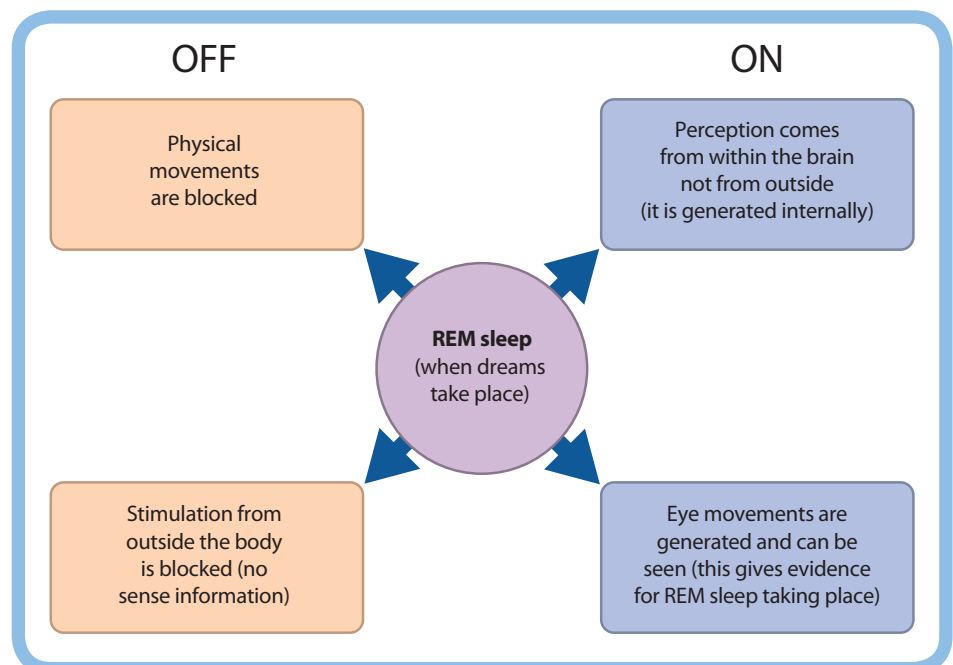 OFF
ON
Physical
movements
are blocked
Perception comes
from within the brain
not from outside
(it is generated internally)
REM sleep
(when dreams
take place)
Stimulation from
outside the body
is blocked (no
sense information)
Eye movements are
generated and can be
seen (this gives evidence
for REM sleep taking place)